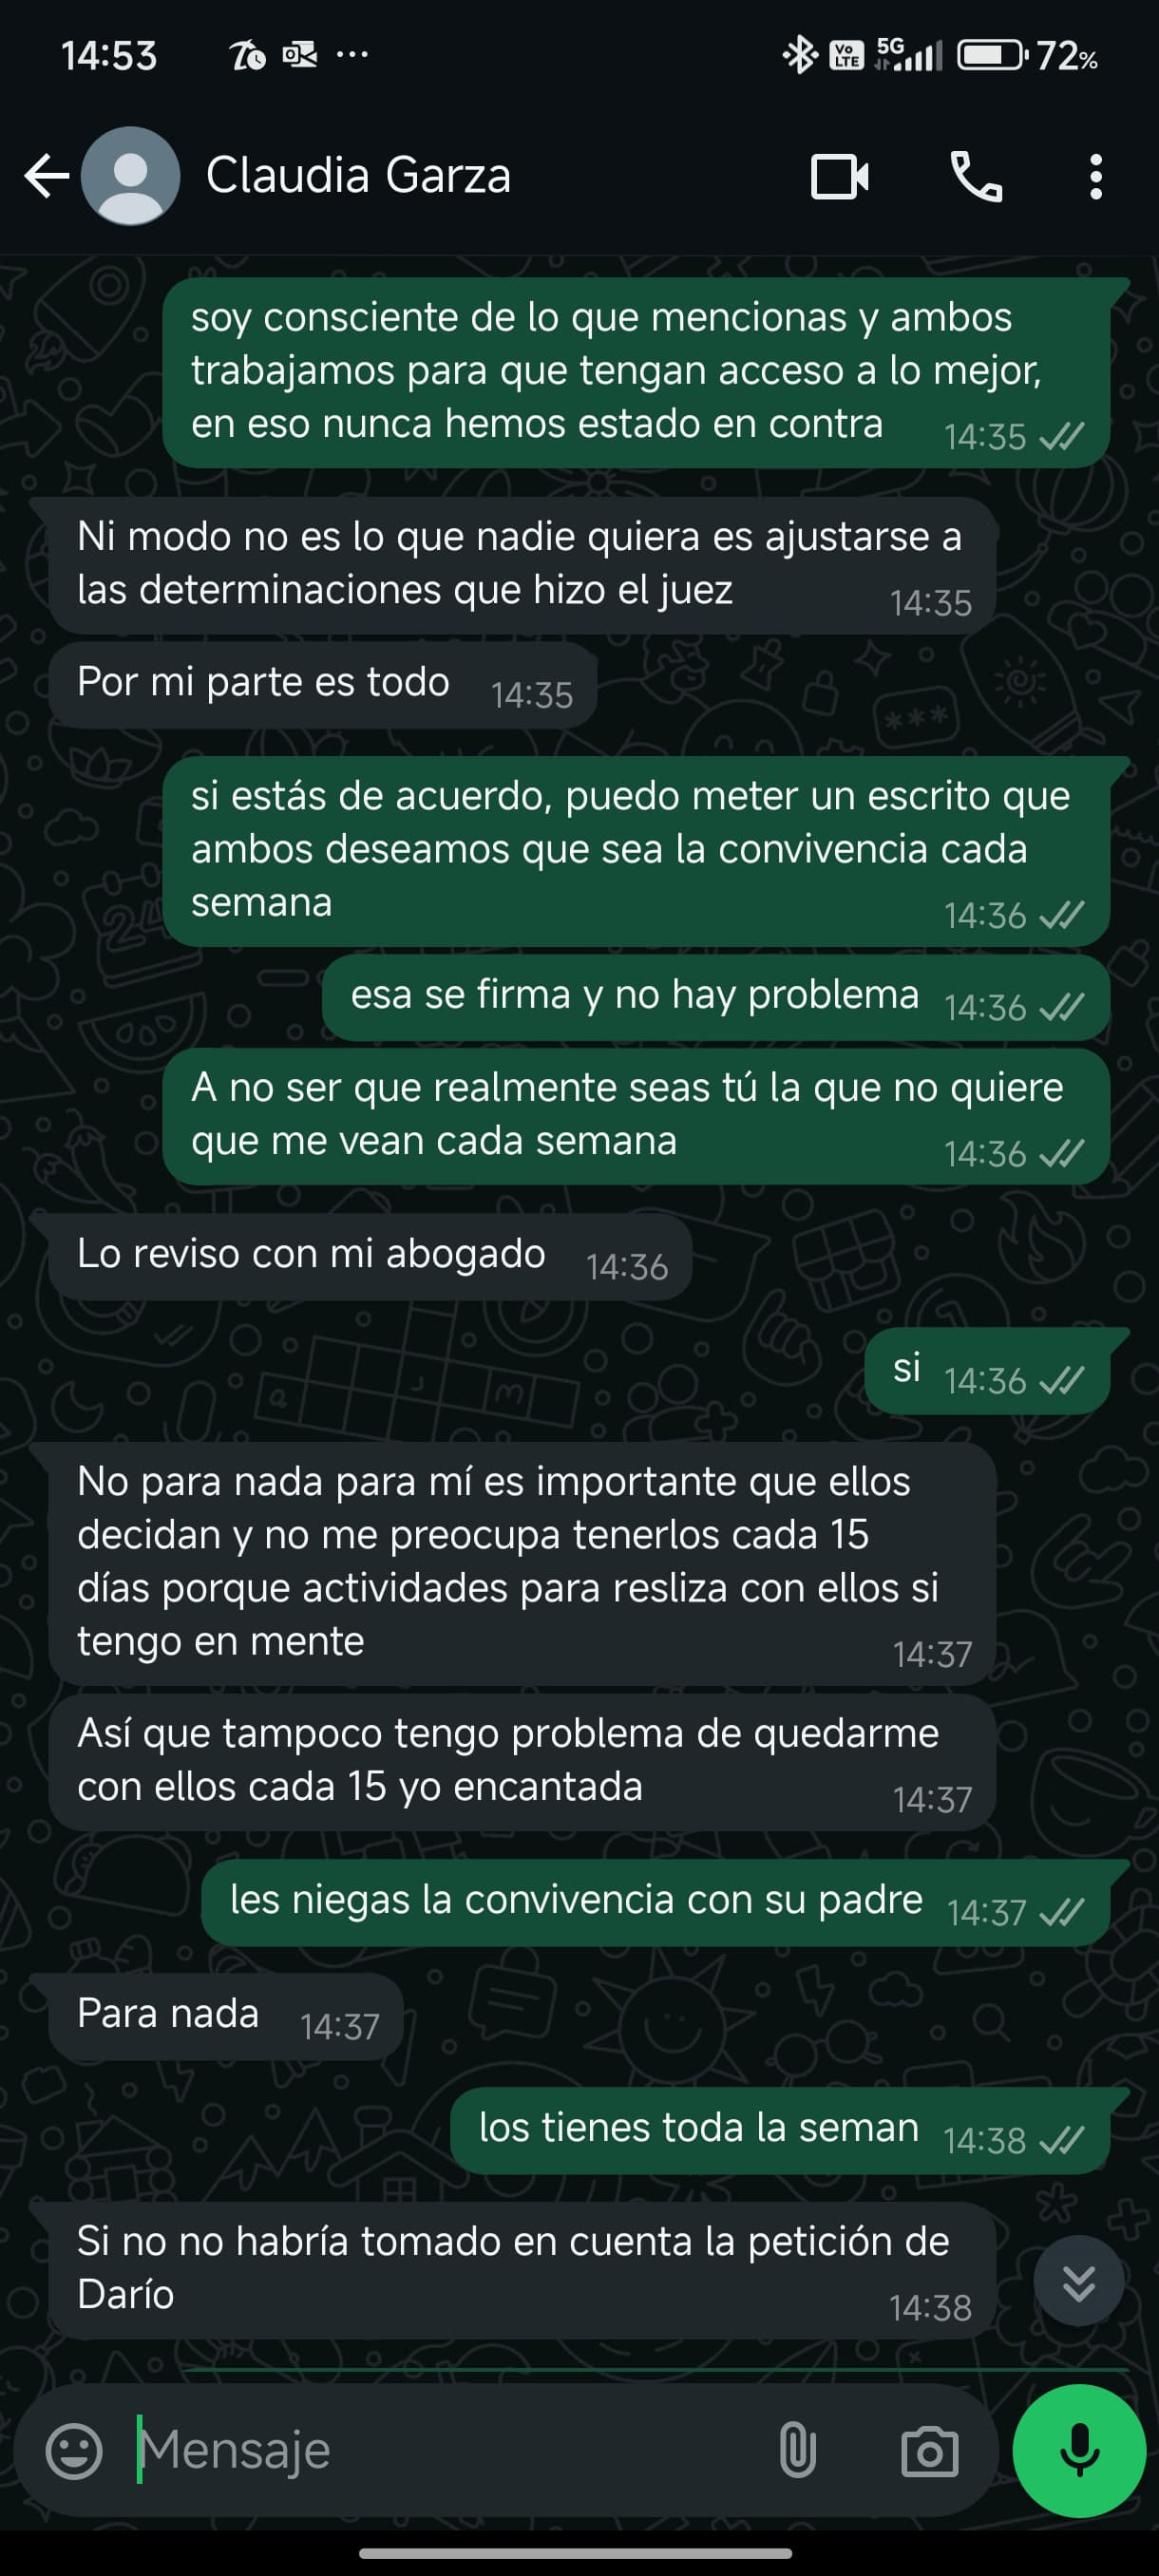 14:53
Vo LTE 5G 72%
Claudia Garza
soy consciente de lo que mencionas y ambos
trabajamos para que tengan acceso a lo mejor,
en eso nunca hemos estado en contra 14:35
Ni modo no es lo que nadie quiera es ajustarse a
las determinaciones que hizo el juez 14:35
Por mi parte es todo 14:35
si estás de acuerdo, puedo meter un escrito que
ambos deseamos que sea la convivencia cada
semana 14:36
esa se firma y no hay problema 14:36
A no ser que realmente seas tú la que no quiere
que me vean cada semana 14:36
Lo reviso con mi abogado 14:36
si 14:36
No para nada para mí es importante que ellos
decidan y no me preocupa tenerlos cada 15
días porque actividades para resliza con ellos si
tengo en mente 14:37
Así que tampoco tengo problema de quedarme
con ellos cada 15 yo encantada 14:37
les niegas la convivencia con su padre 14:37
Para nada 14:37
los tienes toda la seman 14:38
Si no no habría tomado en cuenta la petición de
Darío 14:38
Mensaje